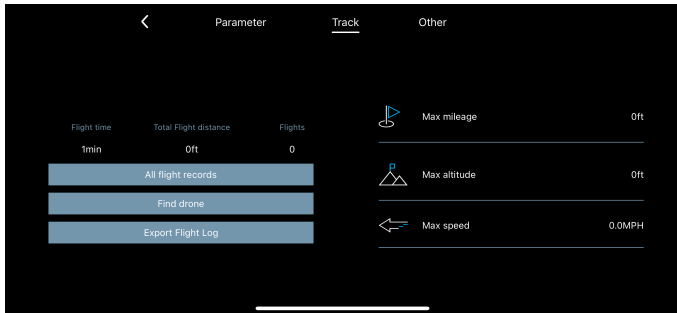 Parameter Track Other
Flight time Total Flight distance Flights
1min 0ft 0
All flight records
Find drone
Export Flight Log
Max mileage 0ft
Max altitude 0ft
Max speed 0.0MPH